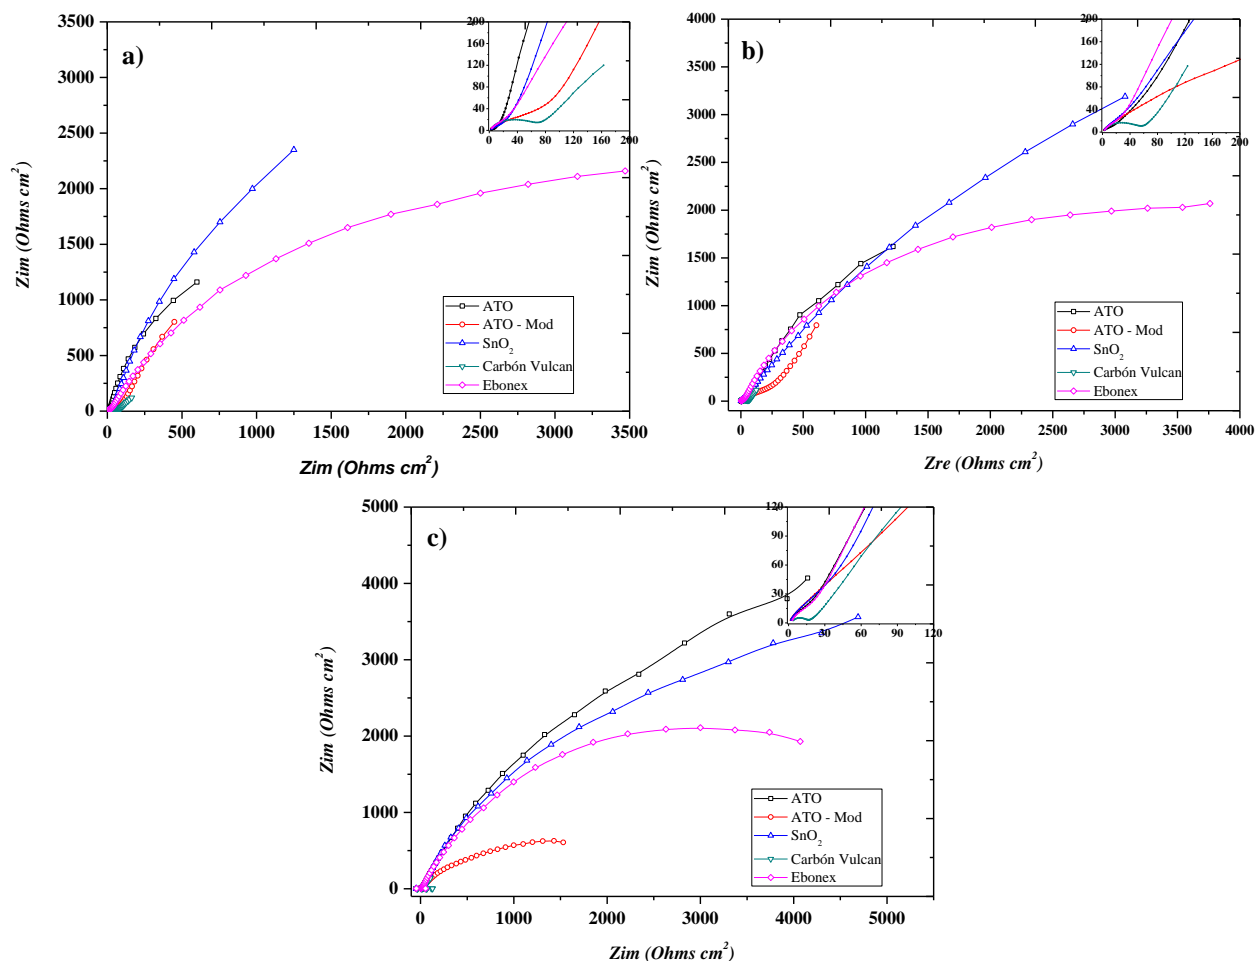 a)
3500
3000
2500
2000
1500
1000
500
0
Zim (Ohms cm²)
0 500 1000 1500 2000 2500 3000 3500
Zim (Ohms cm²)
200
160
120
80
40
0
0 40 80 120 160 200
ATO
ATO - Mod
SnO₂
Carbón Vulcan
Ebonex
b)
4000
3500
3000
2500
2000
1500
1000
500
0
Zim (Ohms cm²)
0 500 1000 1500 2000 2500 3000 3500 4000
Zre (Ohms cm²)
200
160
120
80
40
0
0 40 80 120 160 200
ATO
ATO - Mod
SnO₂
Carbón Vulcan
Ebonex
c)
5000
4000
3000
2000
1000
0
Zim (Ohms cm²)
0 1000 2000 3000 4000 5000
Zim (Ohms cm²)
120
90
60
30
0
0 30 60 90 120
ATO
ATO - Mod
SnO₂
Carbón Vulcan
Ebonex